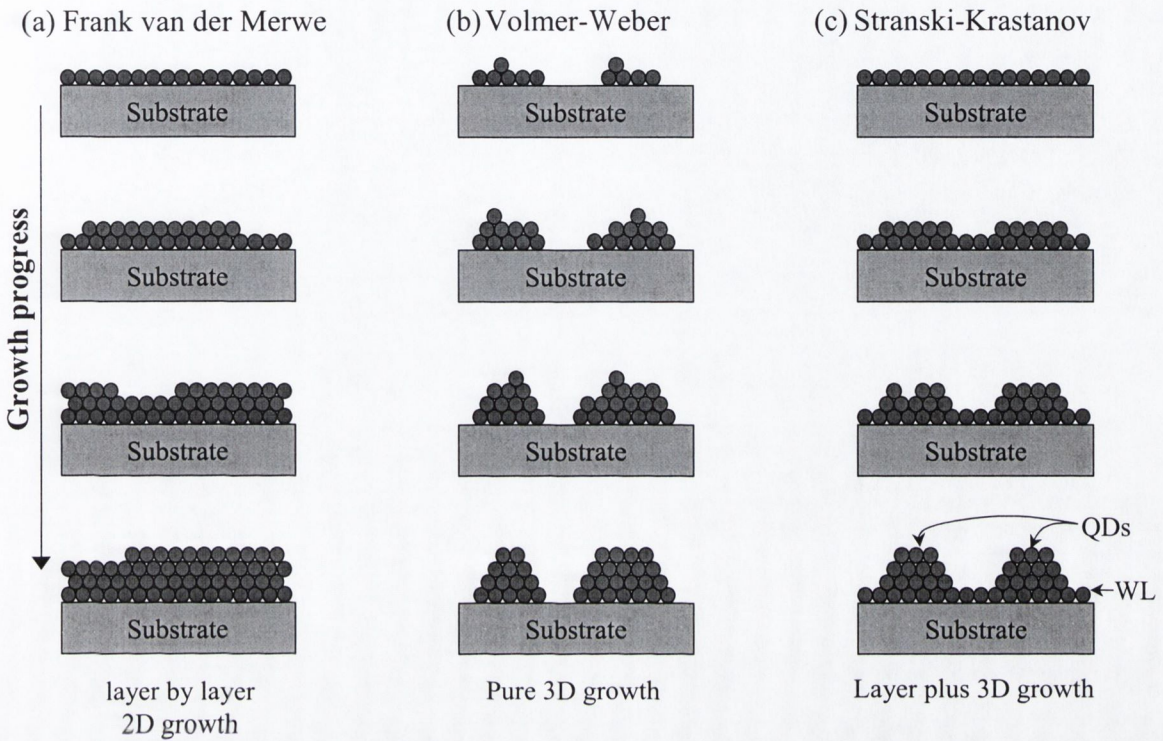 (a) Frank van der Merwe
(b) Volmer-Weber
(c) Stranski-Krastanov
Growth progress
Substrate
Substrate
Substrate
Substrate
Substrate
Substrate
Substrate
Substrate
Substrate
QDs
WL
Substrate
Substrate
Substrate
layer by layer
2D growth
Pure 3D growth
Layer plus 3D growth